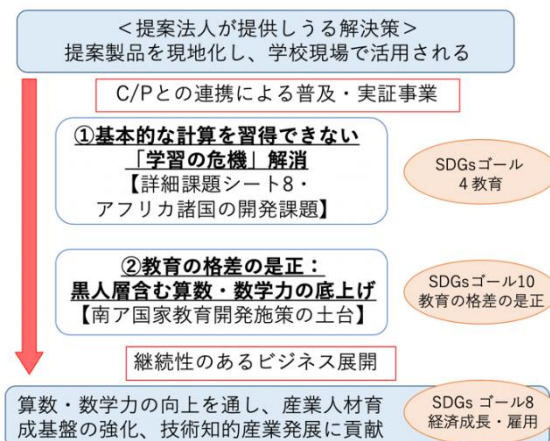 ＜提案法人が提供しうる解決策＞
提案製品を現地化し、学校現場で活用される
C/Pとの連携による普及・実証事業
①基本的な計算を習得できない
「学習の危機」解消
【詳細課題シート8・
アフリカ諸国の開発課題】
SDGsゴール
4 教育
②教育の格差の是正：
黒人層含む算数・数学力の底上げ
【南ア国家教育開発施策の土台】
SDGsゴール10
教育の格差の是正
継続性のあるビジネス展開
算数・数学力の向上を通し、産業人材育
成基盤の強化、技術知的産業発展に貢献
SDGs ゴール8
経済成長・雇用